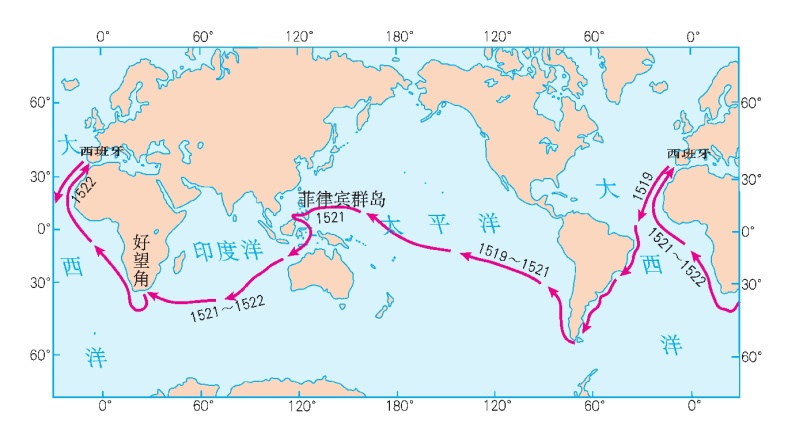 0° 60° 120° 180° 120° 60° 0°
60° 60°
大
西班牙 西班牙
30° 30°
1522 1519
大
菲律宾群岛
1521
太平洋
0° 0°
好望角
印度洋
1519～1521
1521～1522
西 西
30° 30°
1521～1522
洋 洋
60° 60°
0° 60° 120° 180° 120° 60° 0°